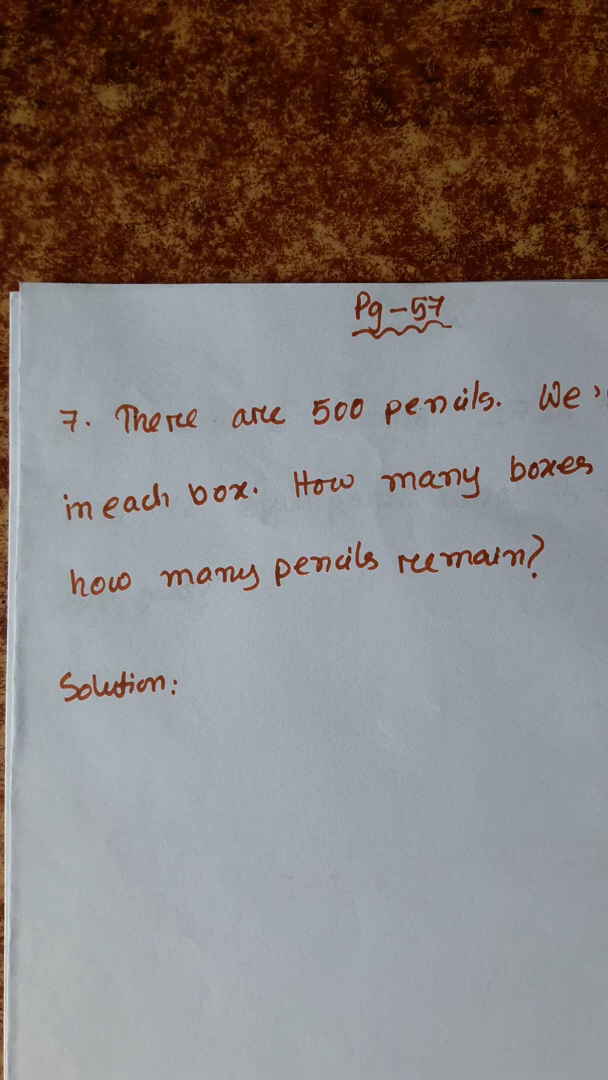 Pg-57
7. There are 500 pencils. We
in each box. How many boxes
how many pencils remain?
Solution: